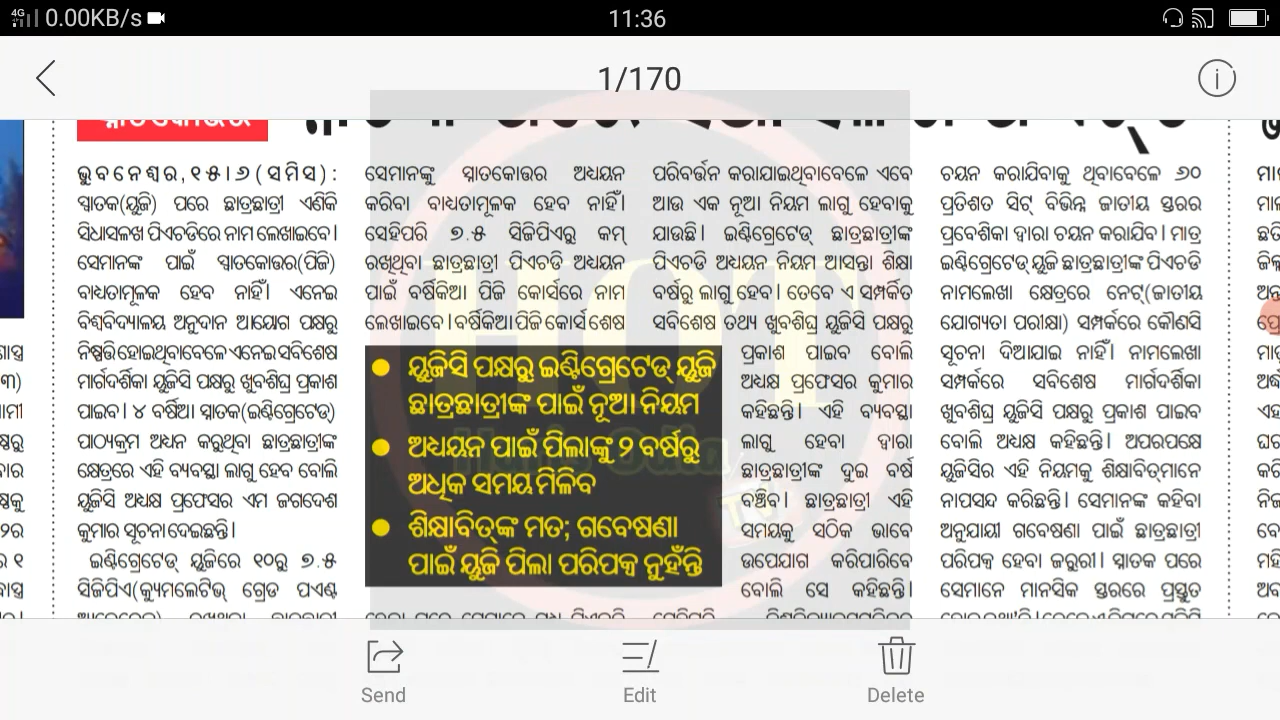 4G 0.00KB/s 11:36
1/170
ଭୁବନେଶ୍ୱର,୧୫।୬(ସମିସ):
ସ୍ନାତକ(ୟୁଜି) ପରେ ଛାତ୍ରଛାତ୍ରୀ ଏଣିକି
ସିଧାସଳଖ ପିଏଚଡିରେ ନାମ ଲେଖାଇବେ।
ସେମାନଙ୍କ ପାଇଁ ସ୍ନାତକୋତ୍ତର(ପିଜି)
ବାଧ୍ୟତାମୂଳକ ହେବ ନାହିଁ। ଏନେଇ
ବିଶ୍ୱବିଦ୍ୟାଳୟ ଅନୁଦାନ ଆୟୋଗ ପକ୍ଷରୁ
ନିଷ୍ପତ୍ତି ହୋଇଥିବାବେଳେ ଏନେଇ ସବିଶେଷ
ମାର୍ଗଦର୍ଶିକା ୟୁଜିସି ପକ୍ଷରୁ ଖୁବଶିଘ୍ର ପ୍ରକାଶ
ପାଇବ। ୪ ବର୍ଷିଆ ସ୍ନାତକ(ଇଣ୍ଟିଗ୍ରେଟେଡ୍)
ପାଠ୍ୟକ୍ରମ ଅଧ୍ୟନ କରୁଥିବା ଛାତ୍ରଛାତ୍ରୀଙ୍କ
କ୍ଷେତ୍ରରେ ଏହି ବ୍ୟବସ୍ଥା ଲାଗୁ ହେବ ବୋଲି
ୟୁଜିସି ଅଧ୍ୟକ୍ଷ ପ୍ରଫେସର ଏମ ଜଗଦେଶ
କୁମାର ସୂଚନା ଦେଇଛନ୍ତି।
ଇଣ୍ଟିଗ୍ରେଟେଡ୍ ୟୁଜିରେ ୧୦ରୁ ୭.୫
ସିଜିପିଏ(କ୍ୟୁମଲେଟିଭ୍ ଗ୍ରେଡ ପଏଣ୍ଟ
ସେମାନଙ୍କୁ ସ୍ନାତକୋତ୍ତର ଅଧ୍ୟୟନ
କରିବା ବାଧ୍ୟତାମୂଳକ ହେବ ନାହିଁ।
ସେହିପରି ୭.୫ ସିଜିପିଏରୁ କମ୍
ରଖିଥିବା ଛାତ୍ରଛାତ୍ରୀ ପିଏଚଡି ଅଧ୍ୟୟନ
ପାଇଁ ବର୍ଷିକିଆ ପିଜି କୋର୍ସରେ ନାମ
ଲେଖାଇବେ। ବର୍ଷିକିଆ ପିଜି କୋର୍ସ ଶେଷ
● ୟୁଜିସି ପକ୍ଷରୁ ଇଣ୍ଟିଗ୍ରେଟେଡ୍ ୟୁଜି
ଛାତ୍ରଛାତ୍ରୀଙ୍କ ପାଇଁ ନୂଆ ନିୟମ
● ଅଧ୍ୟୟନ ପାଇଁ ପିଲାଙ୍କୁ ୨ ବର୍ଷରୁ
ଅଧିକ ସମୟ ମିଳିବ
● ଶିକ୍ଷାବିତ୍‌ଙ୍କ ମତ; ଗବେଷଣା
ପାଇଁ ୟୁଜି ପିଲା ପରିପକ୍ୱ ନୁହଁନ୍ତି
ପରିବର୍ତ୍ତନ କରାଯାଇଥିବାବେଳେ ଏବେ
ଆଉ ଏକ ନୂଆ ନିୟମ ଲାଗୁ ହେବାକୁ
ଯାଉଛି। ଇଣ୍ଟିଗ୍ରେଟେଡ୍ ଛାତ୍ରଛାତ୍ରୀଙ୍କ
ପିଏଚଡି ଅଧ୍ୟୟନ ନିୟମ ଆସନ୍ତା ଶିକ୍ଷା
ବର୍ଷରୁ ଲାଗୁ ହେବ। ତେବେ ଏ ସମ୍ପର୍କିତ
ସବିଶେଷ ତଥ୍ୟ ଖୁବଶିଘ୍ର ୟୁଜିସି ପକ୍ଷରୁ
ପ୍ରକାଶ ପାଇବ ବୋଲି
ଅଧ୍ୟକ୍ଷ ପ୍ରଫେସର କୁମାର
କହିଛନ୍ତି। ଏହି ବ୍ୟବସ୍ଥା
ଲାଗୁ ହେବା ଦ୍ୱାରା
ଛାତ୍ରଛାତ୍ରୀଙ୍କ ଦୁଇ ବର୍ଷ
ବଞ୍ଚିବ। ଛାତ୍ରଛାତ୍ରୀ ଏହି
ସମୟକୁ ସଠିକ ଭାବେ
ଉପଯୋଗ କରିପାରିବେ
ବୋଲି ସେ କହିଛନ୍ତି।
ଚୟନ କରାଯିବାକୁ ଥିବାବେଳେ ୬୦
ପ୍ରତିଶତ ସିଟ୍ ବିଭିନ୍ନ ଜାତୀୟ ସ୍ତରର
ପ୍ରବେଶିକା ଦ୍ୱାରା ଚୟନ କରାଯିବ। ମାତ୍ର
ଇଣ୍ଟିଗ୍ରେଟେଡ୍ ୟୁଜି ଛାତ୍ରଛାତ୍ରୀଙ୍କ ପିଏଚଡି
ନାମଲେଖା କ୍ଷେତ୍ରରେ ନେଟ୍(ଜାତୀୟ
ଯୋଗ୍ୟତା ପରୀକ୍ଷା) ସମ୍ପର୍କରେ କୌଣସି
ସୂଚନା ଦିଆଯାଇ ନାହିଁ। ନାମଲେଖା
ସମ୍ପର୍କରେ ସବିଶେଷ ମାର୍ଗଦର୍ଶିକା
ଖୁବଶିଘ୍ର ୟୁଜିସି ପକ୍ଷରୁ ପ୍ରକାଶ ପାଇବ
ବୋଲି ଅଧ୍ୟକ୍ଷ କହିଛନ୍ତି। ଅପରପକ୍ଷେ
ୟୁଜିସିର ଏହି ନିୟମକୁ ଶିକ୍ଷାବିତ୍‌ମାନେ
ନାପସନ୍ଦ କରିଛନ୍ତି। ସେମାନଙ୍କ କହିବା
ଅନୁଯାୟୀ ଗବେଷଣା ପାଇଁ ଛାତ୍ରଛାତ୍ରୀ
ପରିପକ୍ୱ ହେବା ଜରୁରୀ। ସ୍ନାତକ ପରେ
ସେମାନେ ମାନସିକ ସ୍ତରରେ ପ୍ରସ୍ତୁତ
Send Edit Delete